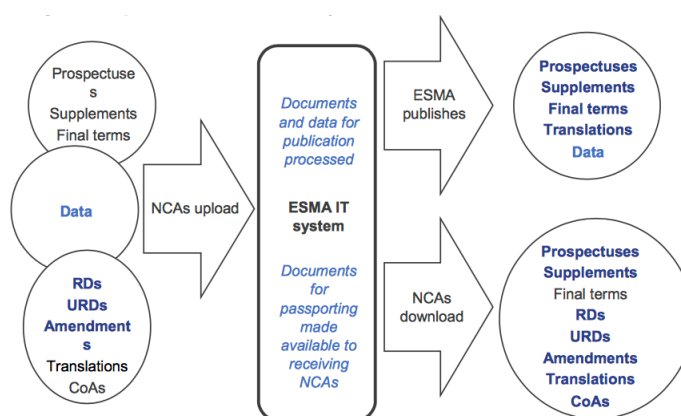 Prospectuse
s
Supplements
Final terms
Data
RDs
URDs
Amendment
s
Translations
CoAs
NCAs upload
Documents
and data for
publication
processed
ESMA IT
system
Documents
for
passporting
made
available to
receiving
NCAs
ESMA
publishes
NCAs
download
Prospectuses
Supplements
Final terms
Translations
Data
Prospectuses
Supplements
Final terms
RDs
URDs
Amendments
Translations
CoAs